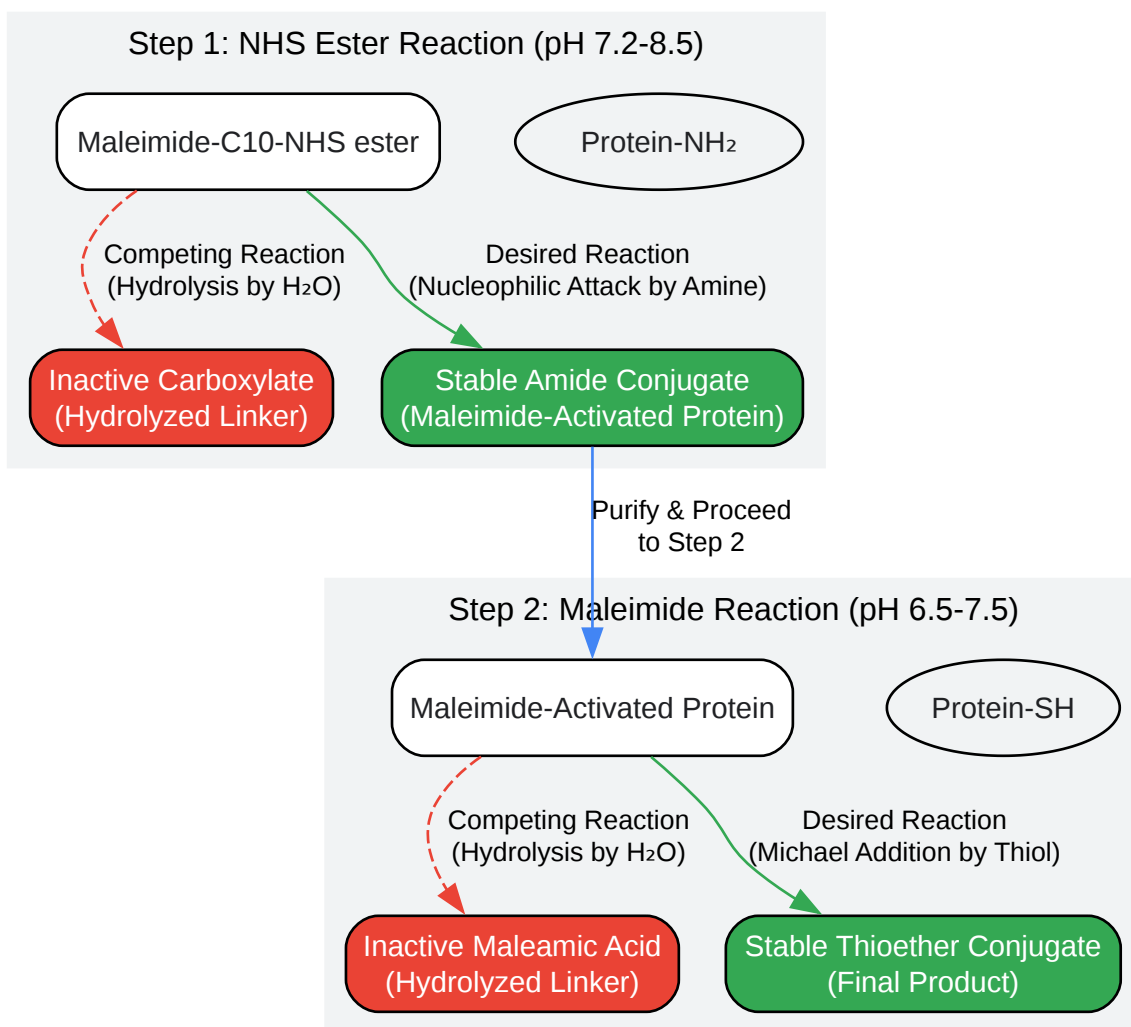 Step 1: NHS Ester Reaction (pH 7.2-8.5)
Maleimide-C10-NHS ester
Protein-NH₂
Competing Reaction
(Hydrolysis by H₂O)
Desired Reaction
(Nucleophilic Attack by Amine)
Inactive Carboxylate
(Hydrolyzed Linker)
Stable Amide Conjugate
(Maleimide-Activated Protein)
Purify & Proceed
to Step 2
Step 2: Maleimide Reaction (pH 6.5-7.5)
Maleimide-Activated Protein
Protein-SH
Competing Reaction
(Hydrolysis by H₂O)
Desired Reaction
(Michael Addition by Thiol)
Inactive Maleamic Acid
(Hydrolyzed Linker)
Stable Thioether Conjugate
(Final Product)